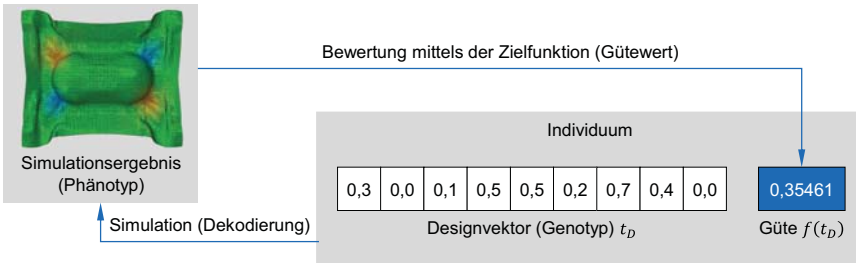 Bewertung mittels der Zielfunktion (Gütewert)
Simulationsergebnis
(Phänotyp)
Individuum
0,3 0,0 0,1 0,5 0,5 0,2 0,7 0,4 0,0
0,35461
Designvektor (Genotyp) t_D
Güte f(t_D)
Simulation (Dekodierung)